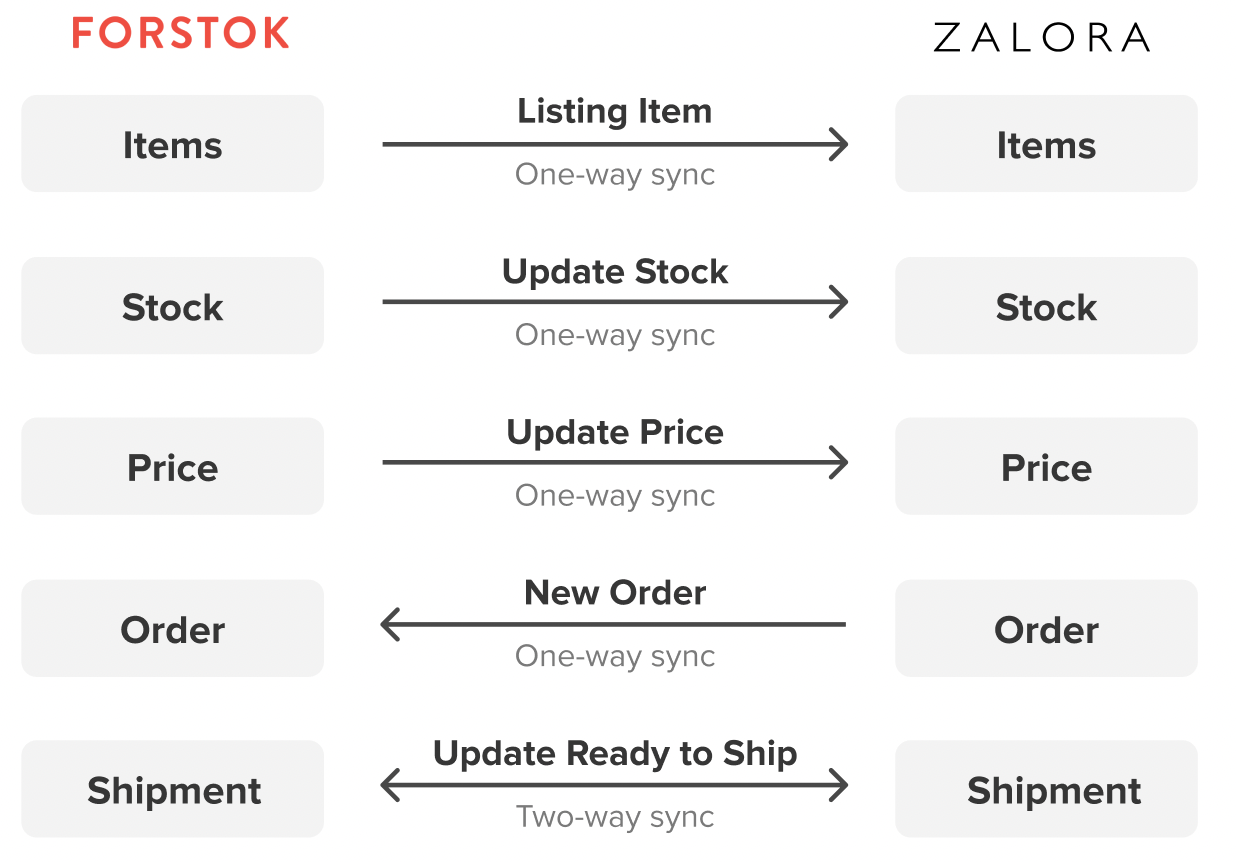 FORSTOK
ZALORA
Items
Listing Item
One-way sync
Items
Stock
Update Stock
One-way sync
Stock
Price
Update Price
One-way sync
Price
Order
New Order
One-way sync
Order
Shipment
Update Ready to Ship
Two-way sync
Shipment